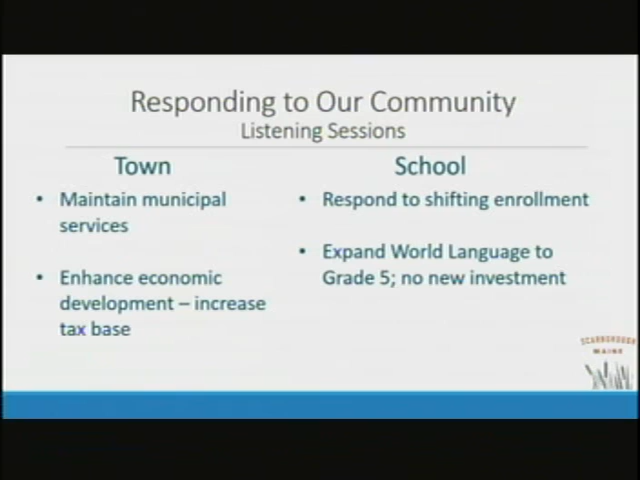 Responding to Our Community
Listening Sessions
Town
• Maintain municipal
services
• Enhance economic
development – increase
tax base
School
• Respond to shifting enrollment
• Expand World Language to
Grade 5; no new investment
SCARBOROUGH
MAINE